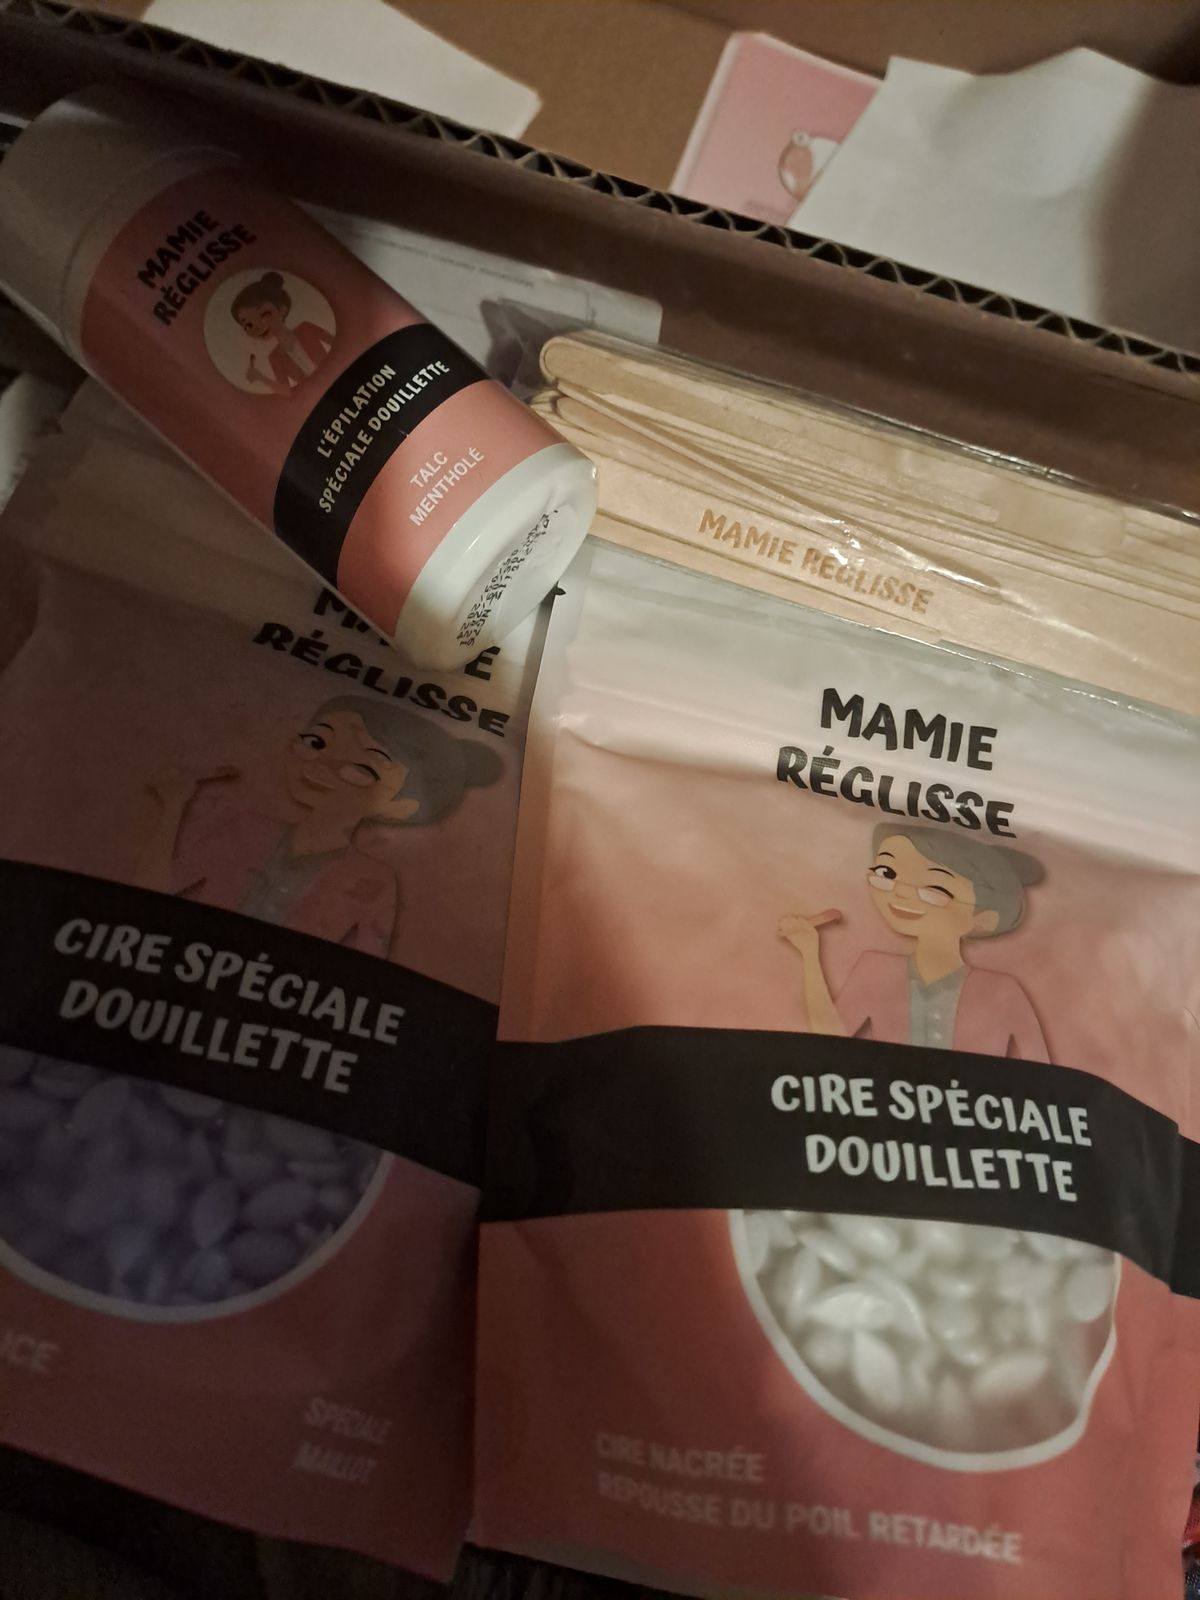 MAMIE
RÉGLISSE
L'ÉPILATION
SPÉCIALE DOUILLETTE
TALC
MENTHOLÉ
MAMIE RÉGLISSE
RÉGLISSE
CIRE SPÉCIALE
DOUILLETTE
SPÉCIALE
MAILLOT
MAMIE
RÉGLISSE
CIRE SPÉCIALE
DOUILLETTE
CIRE NACRÉE
REPOUSSE DU POIL RETARDÉE